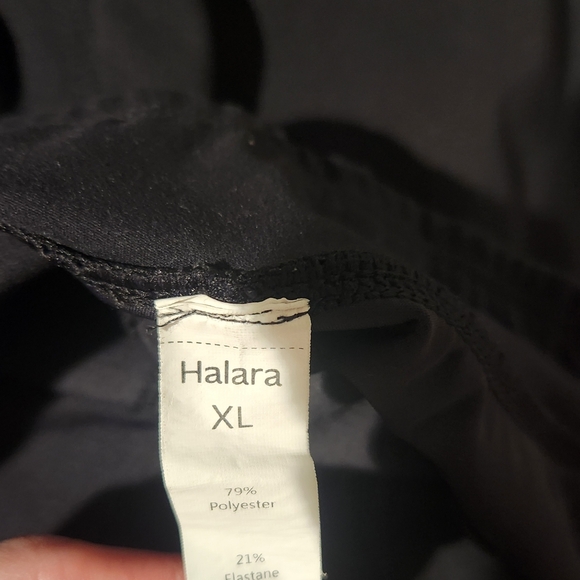 Halara
XL
79%
Polyester
21%
Elastane